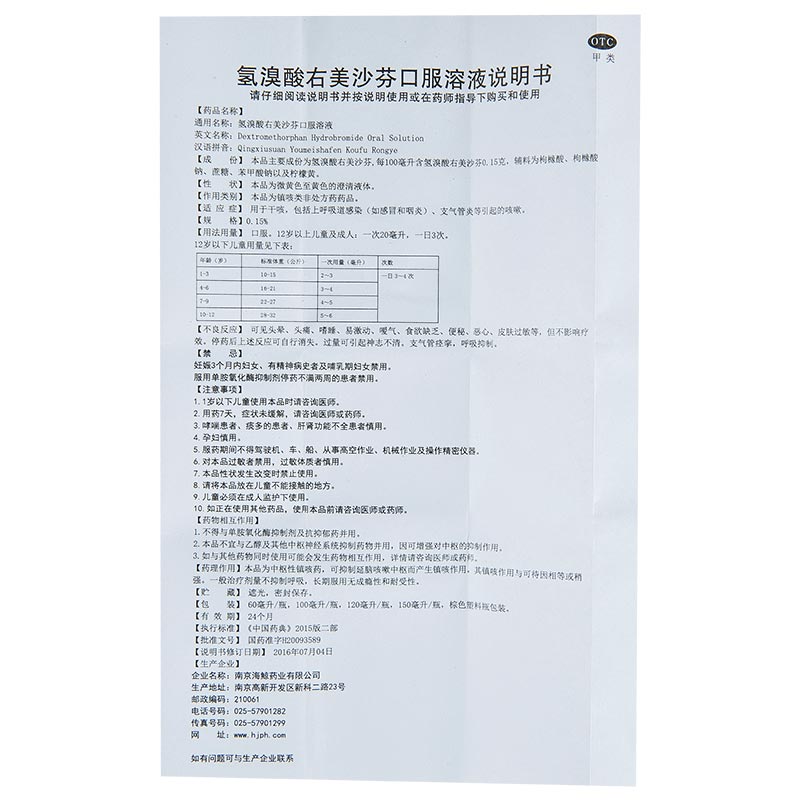 OTC
甲类
氢溴酸右美沙芬口服溶液说明书
请仔细阅读说明书并按说明使用或在药师指导下购买和使用
【药品名称】
通用名称：氢溴酸右美沙芬口服溶液
英文名称：Dextromethorphan Hydrobromide Oral Solution
汉语拼音：Qingxiusuan Youmeishafen Koufu Rongye
【成　份】 本品主要成份为氢溴酸右美沙芬，每100毫升含氢溴酸右美沙芬0.15克，辅料为枸橼酸、枸橼酸
钠、蔗糖、苯甲酸钠以及柠檬黄。
【性　状】 本品为微黄色至黄色的澄清液体。
【作用类别】 本品为镇咳类非处方药药品。
【适 应 症】 用于干咳，包括上呼吸道感染（如感冒和咽炎）、支气管炎等引起的咳嗽。
【规　格】0.15%
【用法用量】 口服。12岁以上儿童及成人：一次20毫升，一日3次。
12岁以下儿童用量见下表：
年龄（岁） 标准体重（公斤） 一次用量（毫升） 次数
1-3 10-15 2~3 一日 3~4 次
4-6 16-21 3~4
7-9 22-27 4~5
10-12 28-32 5~6
【不良反应】 可见头晕、头痛、嗜睡、易激动、嗳气、食欲缺乏、便秘、恶心、皮肤过敏等，但不影响疗
效。停药后上述反应可自行消失。过量可引起神志不清，支气管痉挛，呼吸抑制。
【禁　忌】
妊娠3个月内妇女、有精神病史者及哺乳期妇女禁用。
服用单胺氧化酶抑制剂停药不满两周的患者禁用。
【注意事项】
1.1岁以下儿童使用本品时请咨询医师。
2.用药7天，症状未缓解，请咨询医师或药师。
3.哮喘患者、痰多的患者、肝肾功能不全患者慎用。
4.孕妇慎用。
5.服药期间不得驾驶机、车、船、从事高空作业、机械作业及操作精密仪器。
6.对本品过敏者禁用，过敏体质者慎用。
7.本品性状发生改变时禁止使用。
8.请将本品放在儿童不能接触的地方。
9.儿童必须在成人监护下使用。
10.如正在使用其他药品，使用本品前请咨询医师或药师。
【药物相互作用】
1.不得与单胺氧化酶抑制剂及抗抑郁药并用。
2.本品不宜与乙醇及其他中枢神经系统抑制药物并用，因可增强对中枢的抑制作用。
3.如与其他药物同时使用可能会发生药物相互作用，详情请咨询医师或药师。
【药理作用】本品为中枢性镇咳药，可抑制延脑咳嗽中枢而产生镇咳作用，其镇咳作用与可待因相等或稍
强。一般治疗剂量不抑制呼吸，长期服用无成瘾性和耐受性。
【贮　藏】 遮光，密封保存。
【包　装】 60毫升/瓶，100毫升/瓶，120毫升/瓶，150毫升/瓶，棕色塑料瓶包装。
【有 效 期】 24个月
【执行标准】 《中国药典》2015版二部
【批准文号】 国药准字H20093589
【说明书修订日期】 2016年07月04日
【生产企业】
企业名称：南京海鲸药业有限公司
生产地址：南京高新开发区新科二路23号
邮政编码：210061
电话号码：025-57901282
传真号码：025-57901299
网　　址：www.hjph.com
如有问题可与生产企业联系